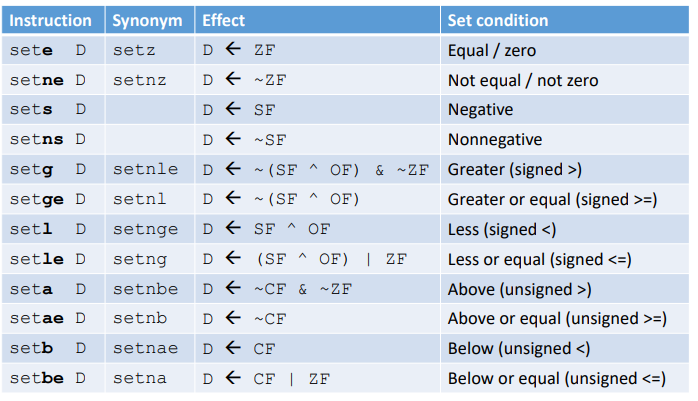 Instruction Synonym Effect Set condition
sete D setz D ← ZF Equal / zero
setne D setnz D ← ~ZF Not equal / not zero
sets D D ← SF Negative
setns D D ← ~SF Nonnegative
setg D setnle D ← ~(SF ^ OF) & ~ZF Greater (signed >)
setge D setnl D ← ~(SF ^ OF) Greater or equal (signed >=)
setl D setnge D ← SF ^ OF Less (signed <)
setle D setng D ← (SF ^ OF) | ZF Less or equal (signed <=)
seta D setnbe D ← ~CF & ~ZF Above (unsigned >)
setae D setnb D ← ~CF Above or equal (unsigned >=)
setb D setnae D ← CF Below (unsigned <)
setbe D setna D ← CF | ZF Below or equal (unsigned <=)